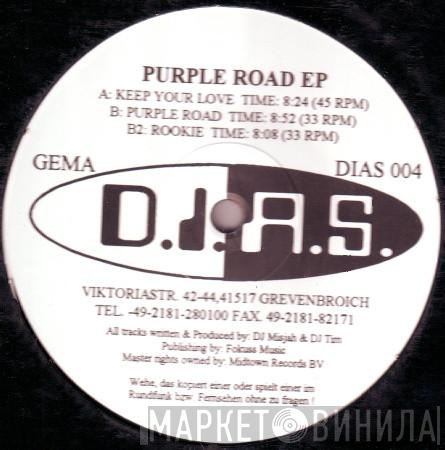 PURPLE ROAD EP
A: KEEP YOUR LOVE TIME: 8:24 (45 RPM)
B: PURPLE ROAD TIME: 8:52 (33 RPM)
B2: ROOKIE TIME: 8:08 (33 RPM)
GEMA
DIAS 004
D.J.A.S.
VIKTORIASTR. 42-44,41517 GREVENBROICH
TEL. -49-2181-280100 FAX. 49-2181-82171
All tracks written & Produced by: DJ Misjah & DJ Tim
Publishing by: Fokuss Music
Master rights owned by: Midtown Records BV
Wehe, das kopiert einer oder spielt einer im
Rundfunk bzw. Fernsehen ohne zu fragen !
МАРКЕТ ВИНИЛА